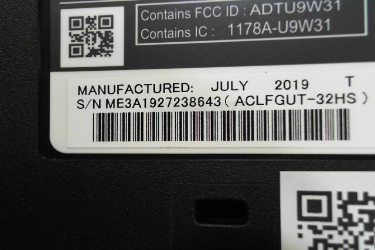 Contains FCC ID : ADTU9W31
Contains IC : 1178A-U9W31
MANUFACTURED: JULY 2019 T
S/N ME3A1927238643 ( ACLFGUT-32HS )